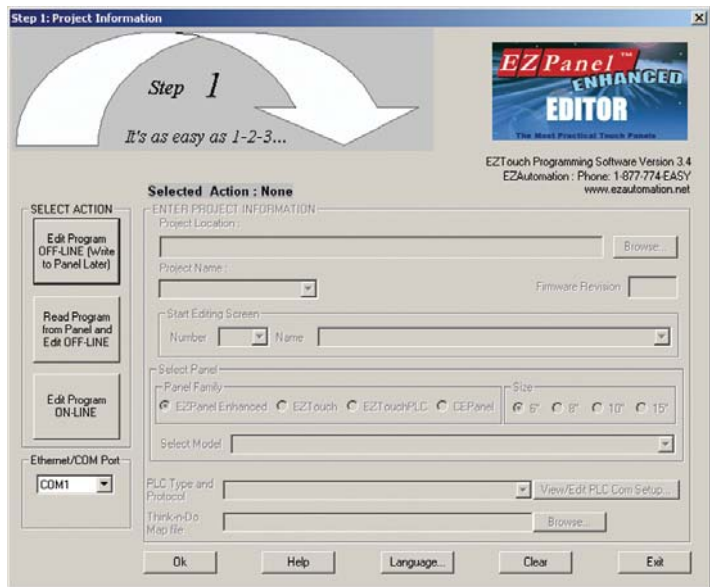 Step 1: Project Information
Step 1
It's as easy as 1-2-3...
EZPanel™
ENHANCED
EDITOR
The Most Practical Touch Panels
EZTouch Programming Software Version 3.4
EZAutomation : Phone: 1-877-774-EASY
www.ezautomation.net
Selected Action : None
SELECT ACTION
Edit Program
OFF-LINE (Write
to Panel Later)
Read Program
from Panel and
Edit OFF-LINE
Edit Program
ON-LINE
Ethernet/COM Port
COM1
ENTER PROJECT INFORMATION
Project Location :
Browse...
Project Name :
Firmware Revision
Start Editing Screen
Number
Name
Select Panel
Panel Family
EZPanel Enhanced
EZTouch
EZTouchPLC
CEPanel
Size
6"
8"
10"
15"
Select Model
PLC Type and
Protocol
View/Edit PLC Com Setup...
Think-n-Do
Map file
Browse...
Ok
Help
Language...
Clear
Exit